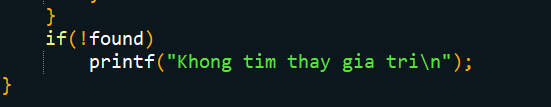 }
if(!found)
printf("Khong tim thay gia tri\n");
}